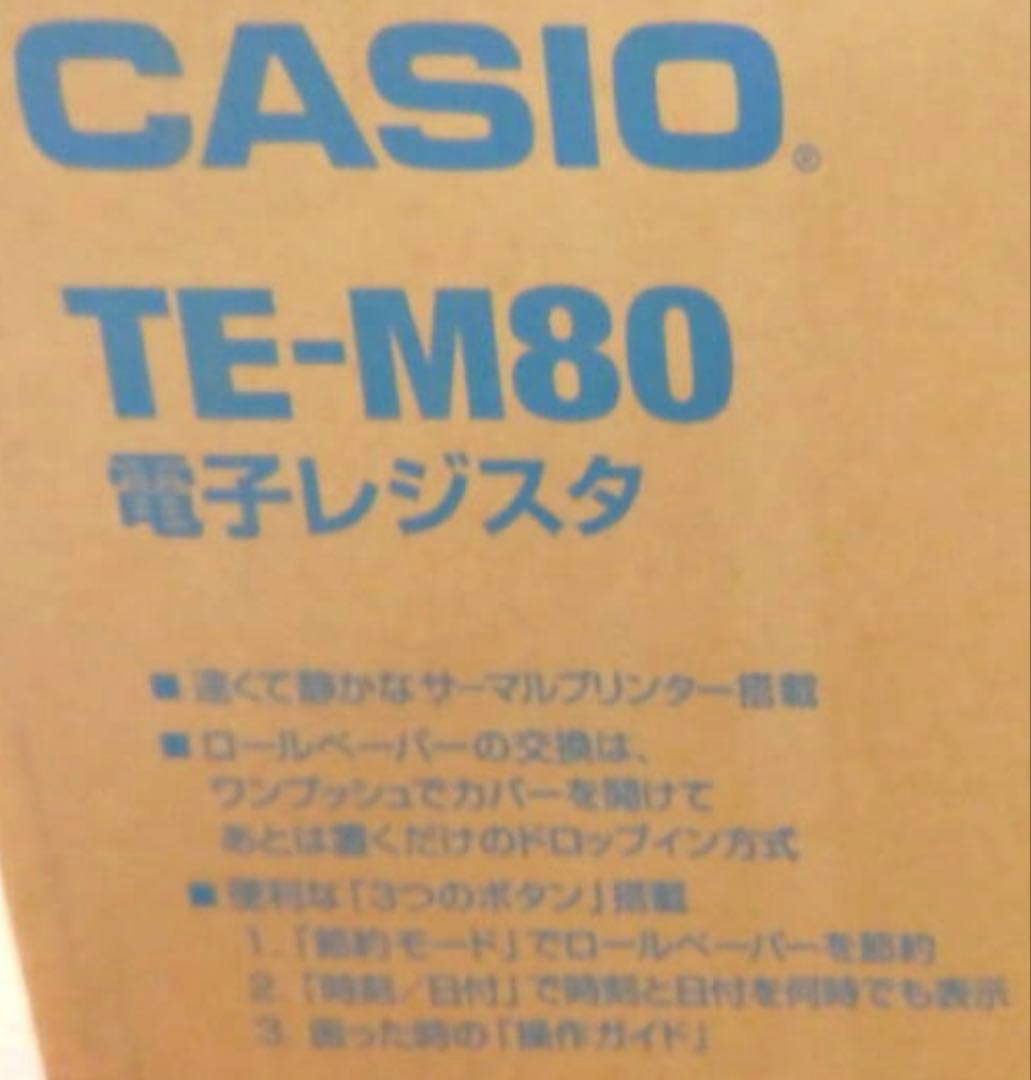 CASIO®
TE-M80
電子レジスタ
■ 速くて静かなサーマルプリンター搭載
■ ロールペーパーの交換は、
ワンプッシュでカバーを開けて
あとは置くだけのドロップイン方式
■ 便利な「3つのボタン」搭載
1.「節約モード」でロールペーパーを節約
2.「時刻/日付」で時刻と日付を何時でも表示
3. 困った時の「操作ガイド」